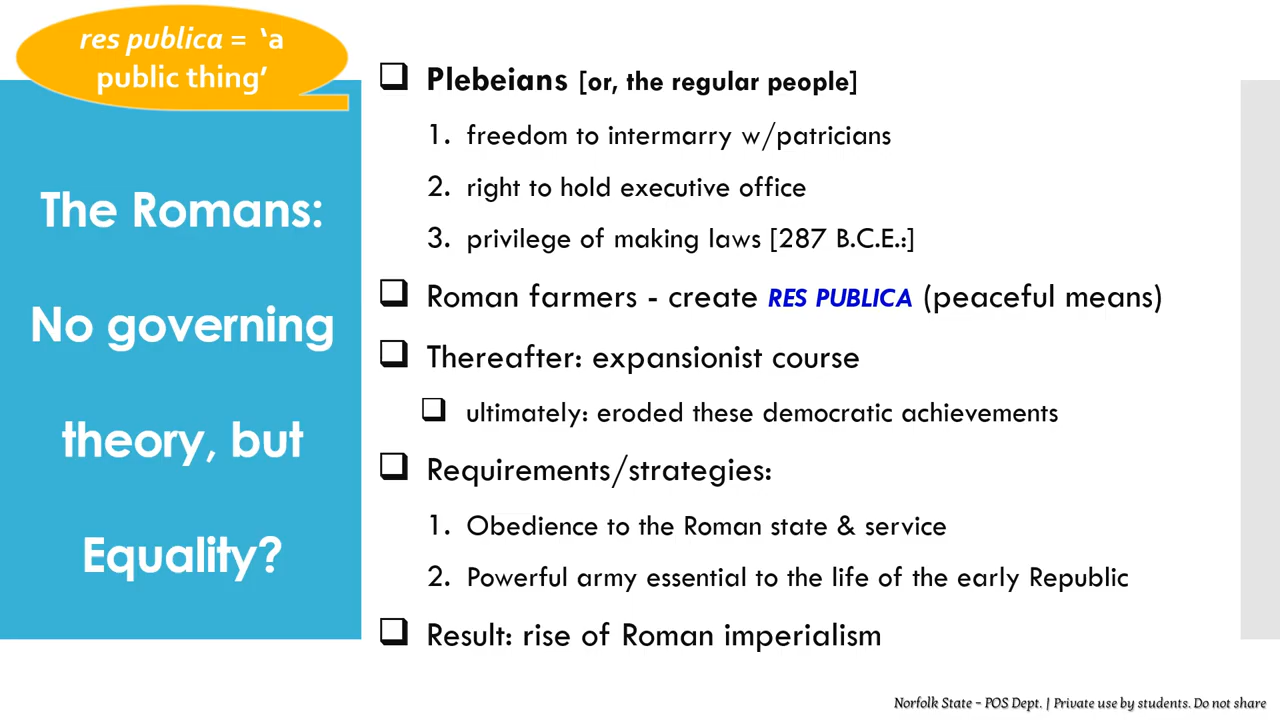 res publica = ‘a
public thing’
The Romans:
No governing
theory, but
Equality?
❑ Plebeians [or, the regular people]
1. freedom to intermarry w/patricians
2. right to hold executive office
3. privilege of making laws [287 B.C.E.:]
❑ Roman farmers - create RES PUBLICA (peaceful means)
❑ Thereafter: expansionist course
❑ ultimately: eroded these democratic achievements
❑ Requirements/strategies:
1. Obedience to the Roman state & service
2. Powerful army essential to the life of the early Republic
❑ Result: rise of Roman imperialism
Norfolk State – POS Dept. | Private use by students. Do not share